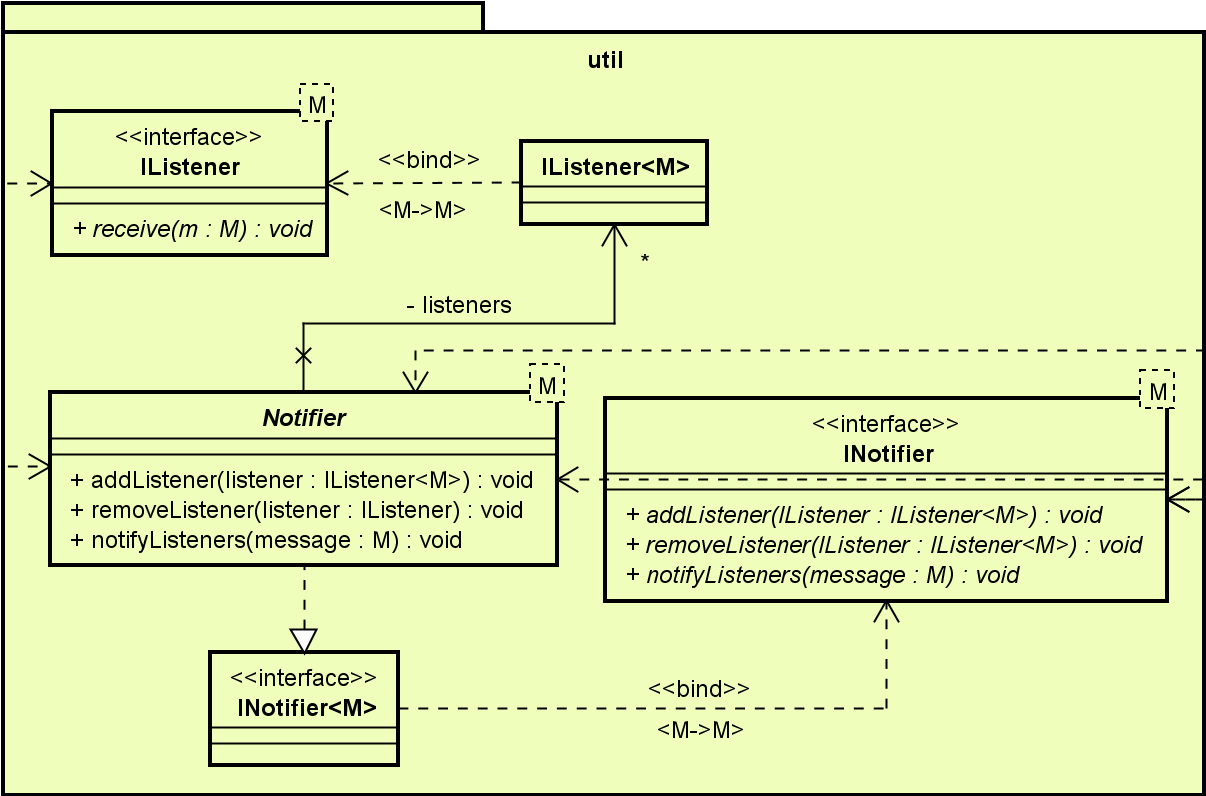 util
M
<<interface>>
IListener
+ receive(m : M) : void
<<bind>>
<M->M>
IListener<M>
*
- listeners
M
Notifier
+ addListener(listener : IListener<M>) : void
+ removeListener(listener : IListener) : void
+ notifyListeners(message : M) : void
M
<<interface>>
INotifier
+ addListener(IListener : IListener<M>) : void
+ removeListener(IListener : IListener<M>) : void
+ notifyListeners(message : M) : void
<<interface>>
INotifier<M>
<<bind>>
<M->M>